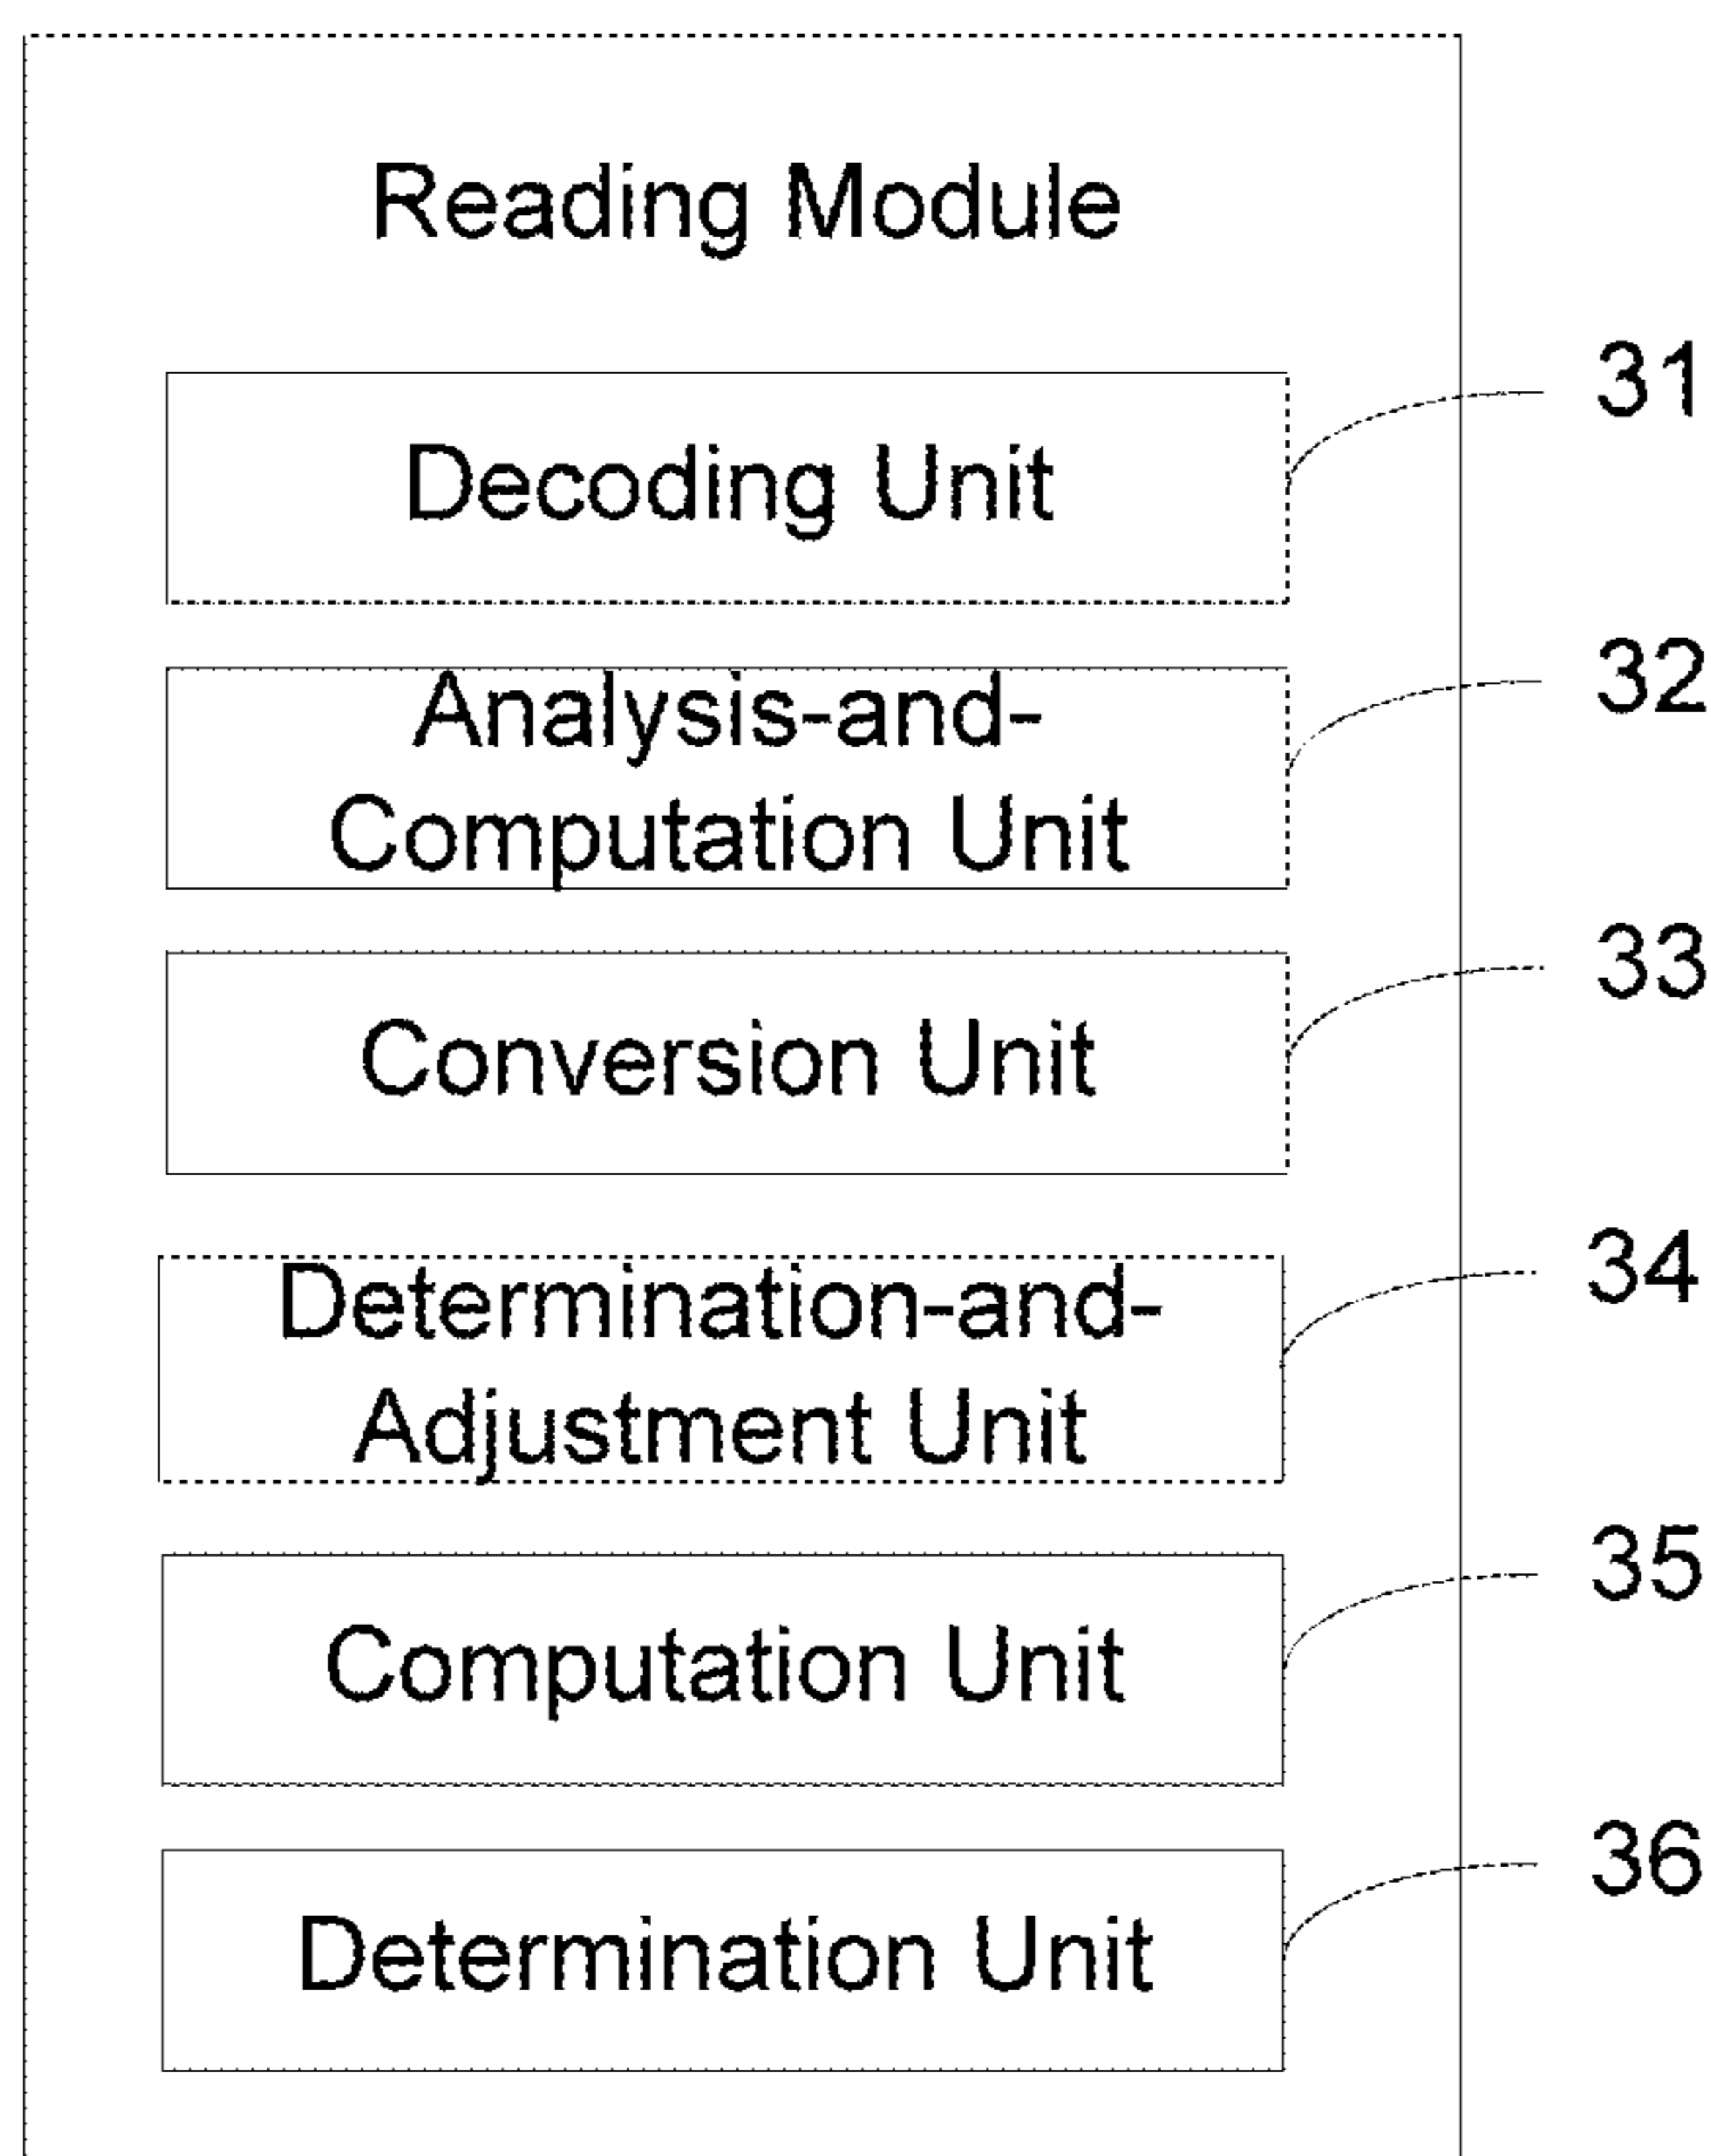 Reading Module
31
Decoding Unit
32
Analysis-and-
Computation Unit
33
Conversion Unit
34
Determination-and-
Adjustment Unit
35
Computation Unit
36
Determination Unit